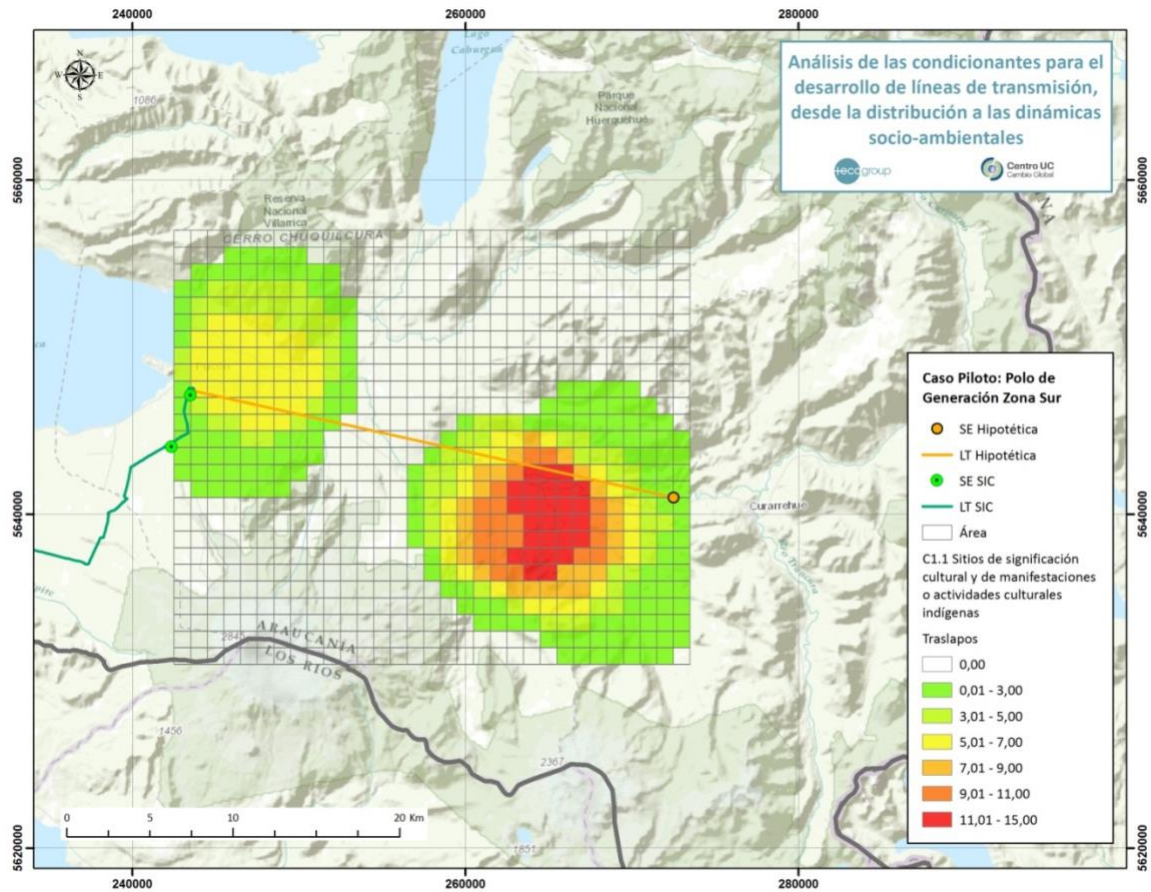 240000
260000
280000
N
W
E
S
Lago
Caburgua
1086
Parque
Nacional
Huerquehue
Análisis de las condicionantes para el
desarrollo de líneas de transmisión,
desde la distribución a las dinámicas
socio-ambientales
+ecogroup
Centro UC
Cambio Global
5660000
5660000
Reserva
Nacional
Villarrica
CERRO CHUQUILCURA
NA
Caso Piloto: Polo de
Generación Zona Sur
SE Hipotética
LT Hipotética
SE SIC
LT SIC
Área
C1.1 Sitios de significación
cultural y de manifestaciones
o actividades culturales
indígenas
Traslapos
0,00
0,01 - 3,00
3,01 - 5,00
5,01 - 7,00
7,01 - 9,00
9,01 - 11,00
11,01 - 15,00
Curarrehue
5640000
5640000
2845
ARAUCANÍA
LOS RÍOS
1456
2367
1851
0 5 10 20 Km
5620000
5620000
240000
260000
280000